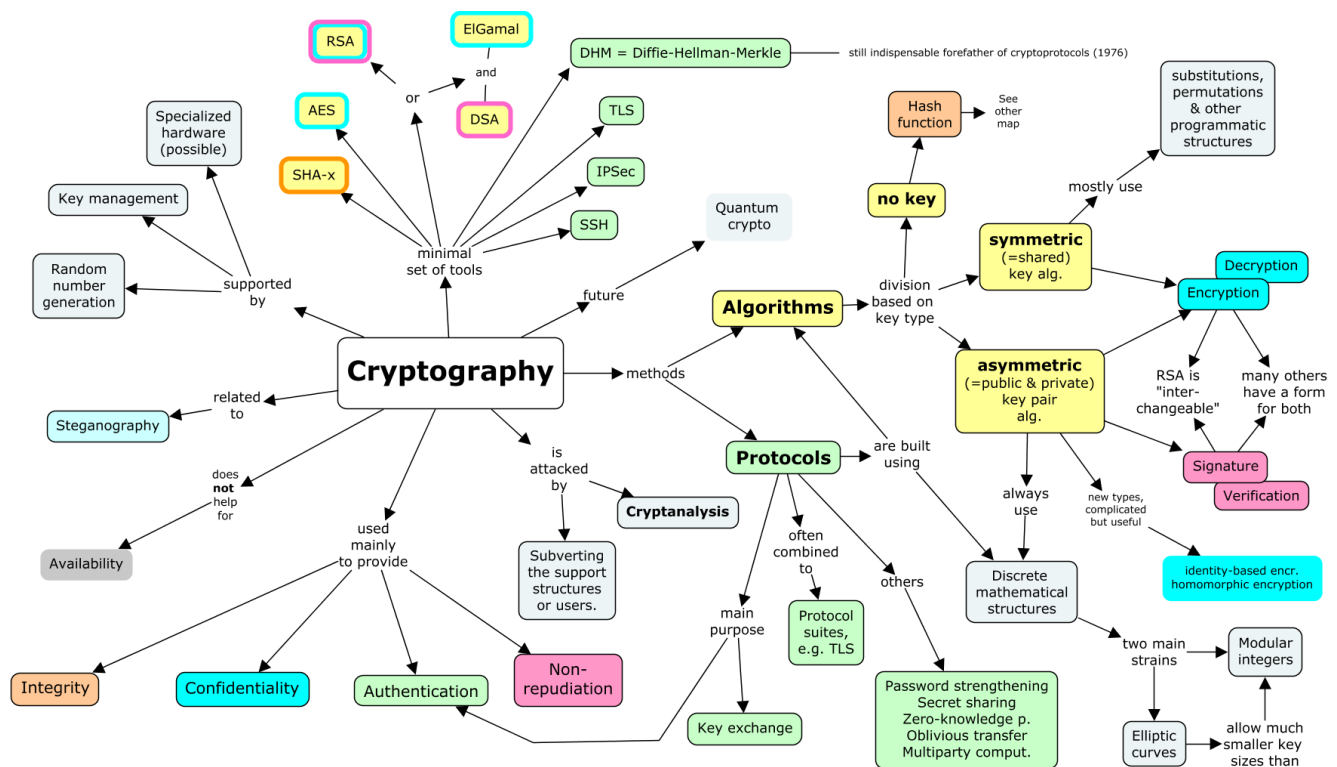 RSA
ElGamal
DHM = Diffie-Hellman-Merkle
still indispensable forefather of cryptoprotocols (1976)
and
or
AES
DSA
TLS
SHA-x
IPSec
SSH
minimal
set of tools
Specialized
hardware
(possible)
Key management
Random
number
generation
supported
by
Quantum
crypto
future
Cryptography
methods
Algorithms
division
based on
key type
no key
Hash
function
See
other
map
symmetric
(=shared)
key alg.
mostly use
substitutions,
permutations
& other
programmatic
structures
Decryption
Encryption
asymmetric
(=public & private)
key pair
alg.
RSA is
"inter-
changeable"
many others
have a form
for both
Signature
Verification
always
use
new types,
complicated
but useful
identity-based encr.
homomorphic encryption
Discrete
mathematical
structures
two main
strains
Modular
integers
Elliptic
curves
allow much
smaller key
sizes than
Protocols
are built
using
often
combined
to
Protocol
suites,
e.g. TLS
others
Password strengthening
Secret sharing
Zero-knowledge p.
Oblivious transfer
Multiparty comput.
main
purpose
Key exchange
related
to
Steganography
does
not
help
for
Availability
is
attacked
by
Cryptanalysis
Subverting
the support
structures
or users.
used
mainly
to provide
Integrity
Confidentiality
Authentication
Non-
repudiation